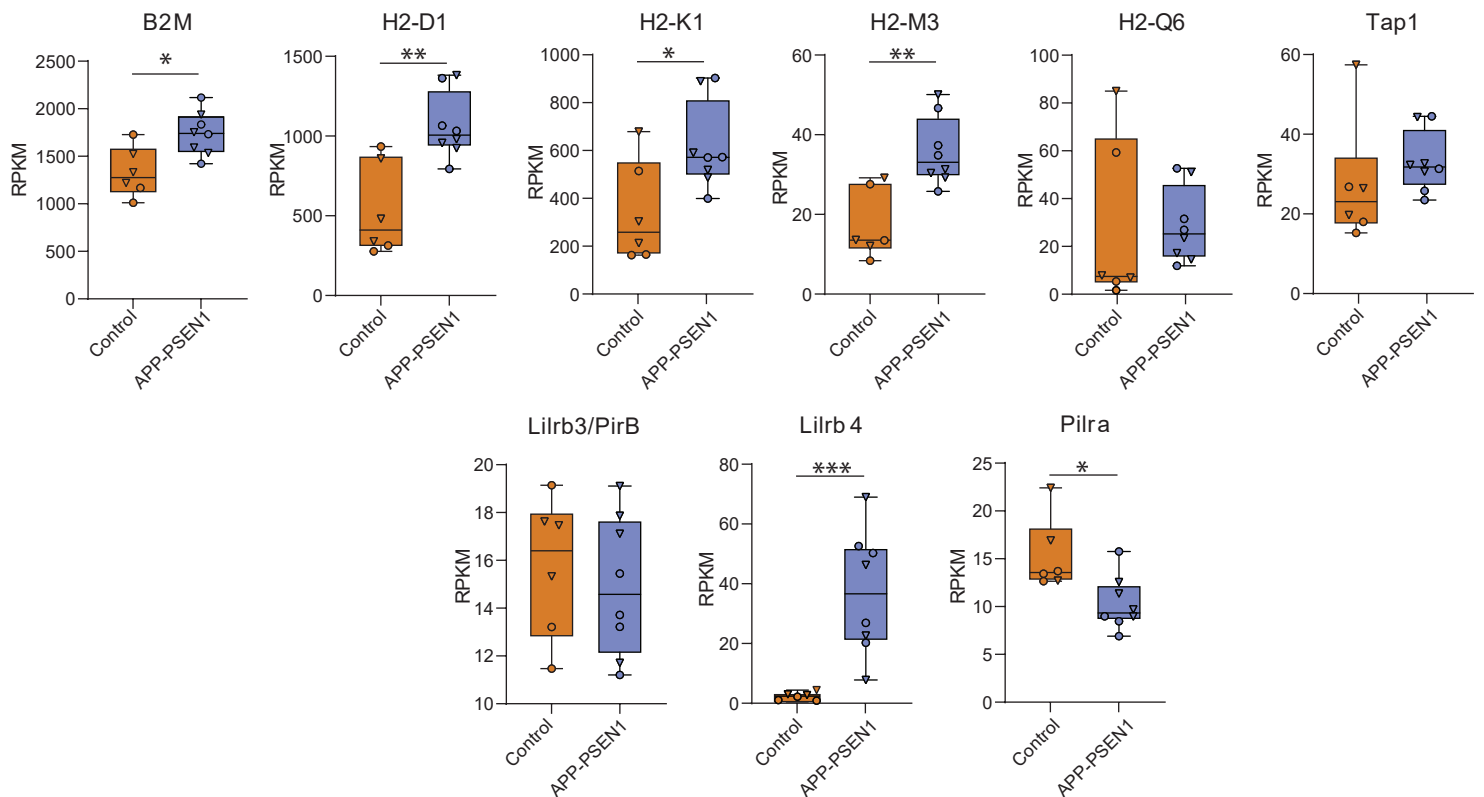 B2M
H2-D1
H2-K1
H2-M3
H2-Q6
Tap1
2500
2000
1500
1000
500
0
RPKM
*
Control
APP-PSEN1
1500
1000
500
0
RPKM
**
Control
APP-PSEN1
1000
800
600
400
200
0
RPKM
*
Control
APP-PSEN1
60
40
20
0
RPKM
**
Control
APP-PSEN1
100
80
60
40
20
0
RPKM
Control
APP-PSEN1
60
40
20
0
RPKM
Control
APP-PSEN1
Lilrb3/PirB
Lilrb 4
Pilra
20
18
16
14
12
10
RPKM
Control
APP-PSEN1
80
60
40
20
0
RPKM
***
Control
APP-PSEN1
25
20
15
10
5
0
RPKM
*
Control
APP-PSEN1